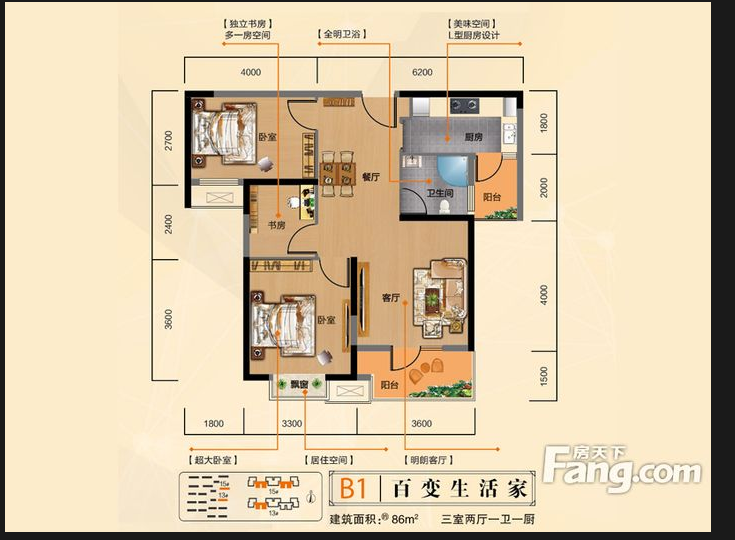 【独立书房】
多一房空间
【全明卫浴】
【美味空间】
L型厨房设计
4000
6200
2700
2400
3600
1800
2000
4000
1500
卧室
厨房
餐厅
卫生间
阳台
书房
客厅
卧室
飘窗
阳台
1800
3300
3600
【超大卧室】
【居住空间】
【明朗客厅】
15#
13#
15#
13#
B1 百变生活家
建筑面积：约86m²
三室两厅一卫一厨
房天下
Fang.com